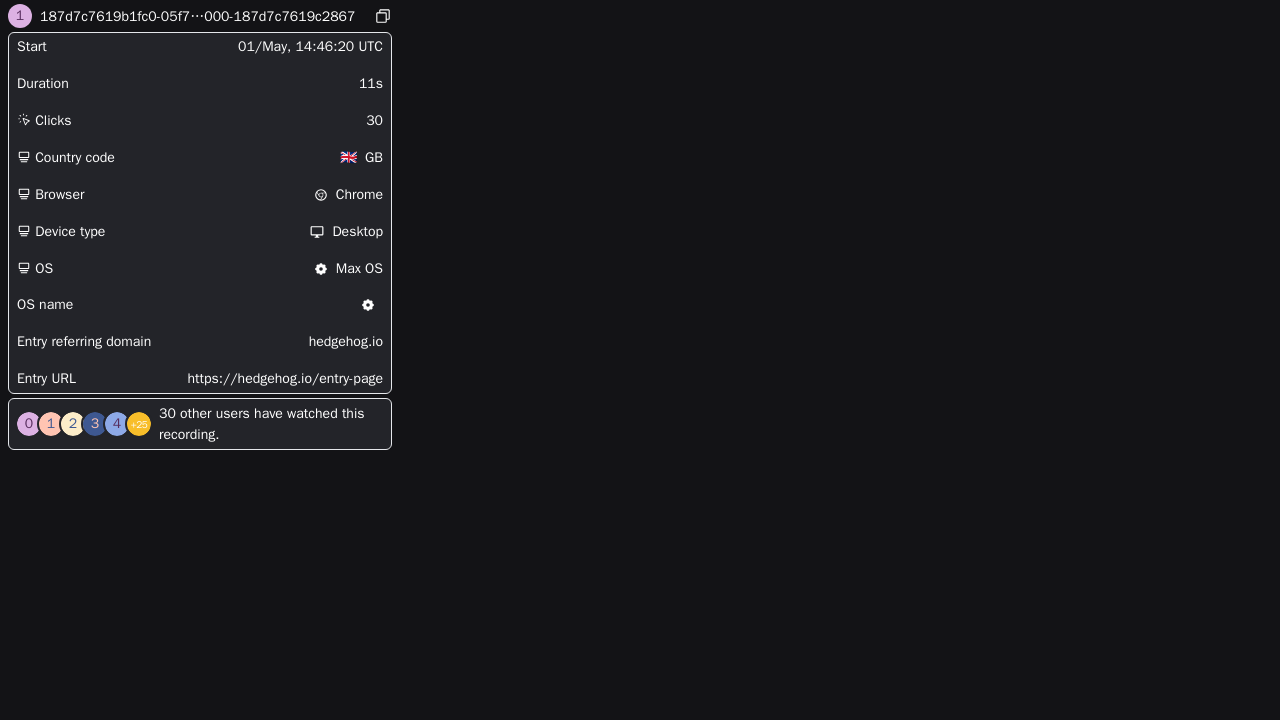 1 187d7c7619b1fc0-05f7⋯000-187d7c7619c2867
Start 01/May, 14:46:20 UTC
Duration 11s
Clicks 30
Country code 🇬🇧 GB
Browser Chrome
Device type Desktop
OS Max OS
OS name
Entry referring domain hedgehog.io
Entry URL https://hedgehog.io/entry-page
0 1 2 3 4 +25 30 other users have watched this
recording.